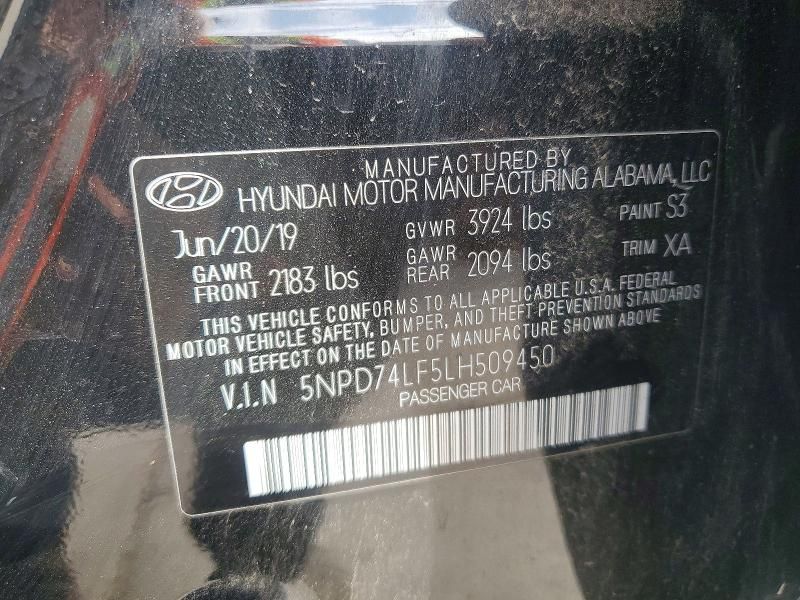 MANUFACTURED BY
HYUNDAI MOTOR MANUFACTURING ALABAMA, LLC
Jun/20/19 GVWR 3924 lbs PAINT S3
GAWR FRONT 2183 lbs GAWR REAR 2094 lbs TRIM XA
THIS VEHICLE CONFORMS TO ALL APPLICABLE U.S.A. FEDERAL
MOTOR VEHICLE SAFETY, BUMPER, AND THEFT PREVENTION STANDARDS
IN EFFECT ON THE DATE OF MANUFACTURE SHOWN ABOVE
V.I.N 5NPD74LF5LH509450
PASSENGER CAR